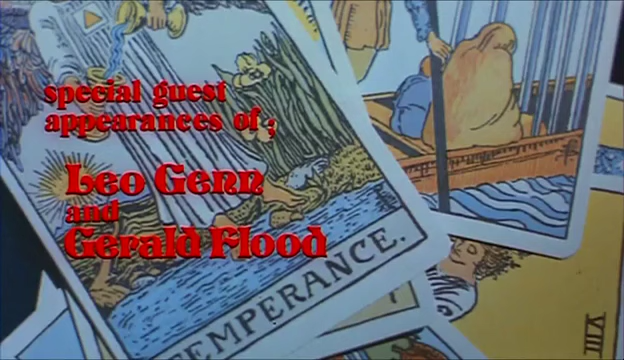 special guest
appearances of ;
Leo Genn
and
Gerald Flood
TEMPERANCE.